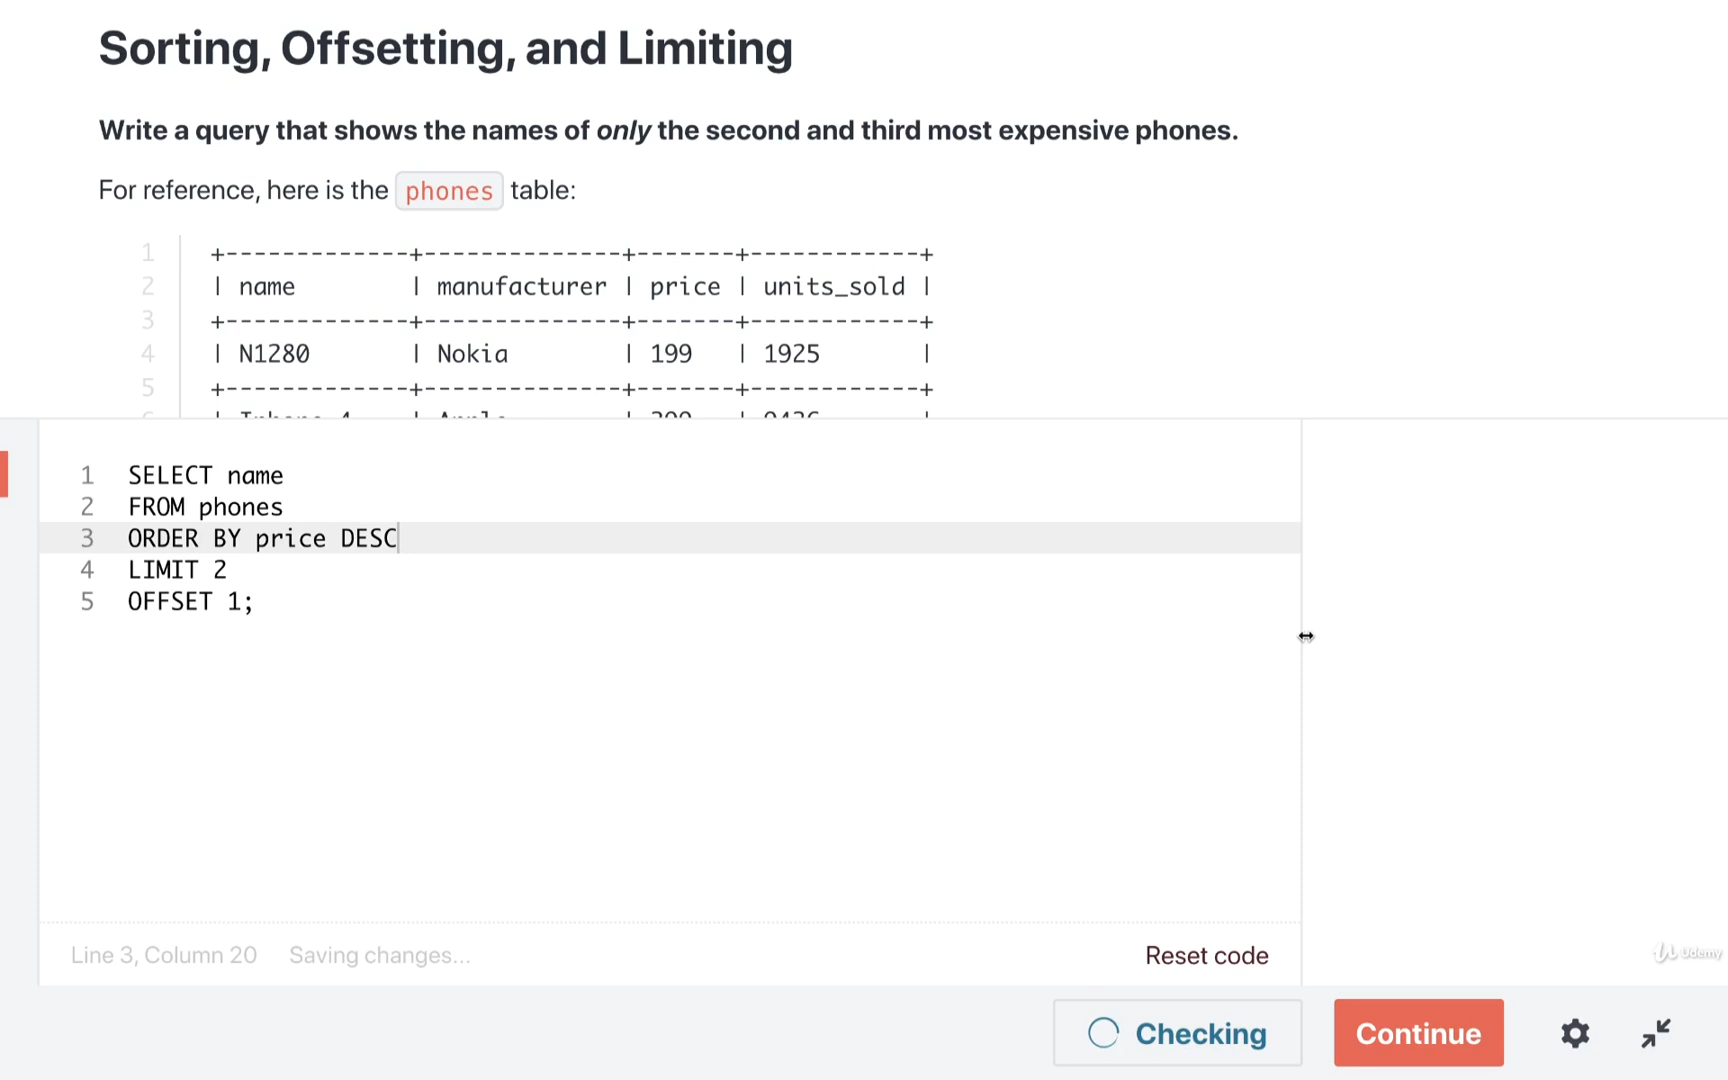 Sorting, Offsetting, and Limiting
Write a query that shows the names of only the second and third most expensive phones.
For reference, here is the phones table:
1 +-------------+--------------+-------+------------+
2 | name | manufacturer | price | units_sold |
3 +-------------+--------------+-------+------------+
4 | N1280 | Nokia | 199 | 1925 |
5 +-------------+--------------+-------+------------+
1 SELECT name
2 FROM phones
3 ORDER BY price DESC
4 LIMIT 2
5 OFFSET 1;
Line 3, Column 20 Saving changes... Reset code
Udemy
Checking Continue